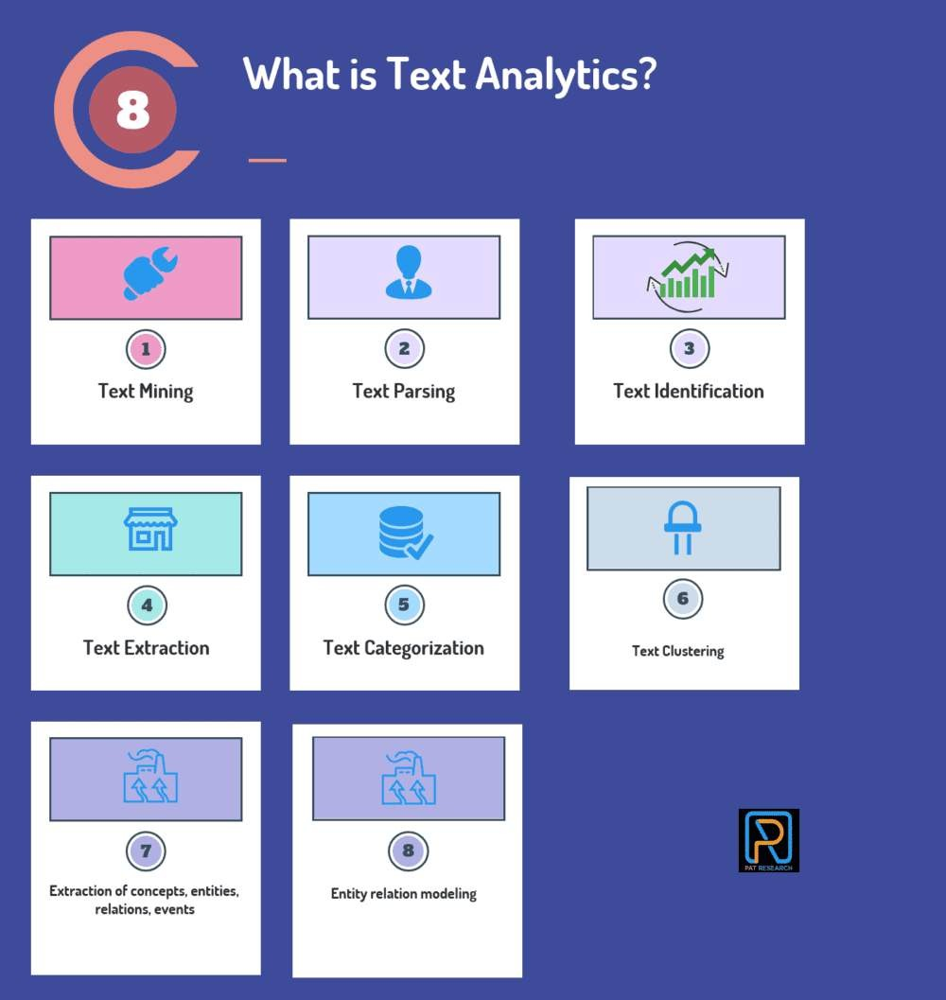 8
What is Text Analytics?
1
Text Mining
2
Text Parsing
3
Text Identification
4
Text Extraction
5
Text Categorization
6
Text Clustering
7
Extraction of concepts, entities,
relations, events
8
Entity relation modeling
PAT RESEARCH